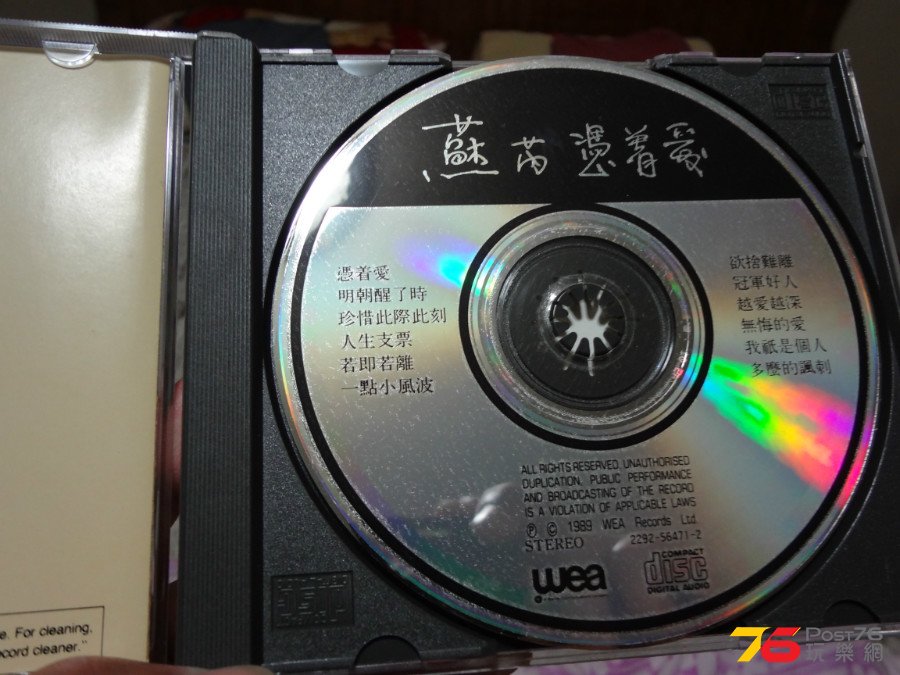 蘇芮 憑着愛
憑着愛
明朝醒了時
珍惜此際此刻
人生支票
若即若離
一點小風波
欲捨難離
冠軍好人
越愛越深
無悔的愛
我祇是個人
多麼的諷刺
ALL RIGHTS RESERVED. UNAUTHORISED
DUPLICATION, PUBLIC PERFORMANCE
AND BROADCASTING OF THE RECORD
IS A VIOLATION OF APPLICABLE LAWS
Ⓟ © 1989 WEA Records Ltd.
STEREO 2292-56471-2
wea
COMPACT
disc
DIGITAL AUDIO
e. For cleaning,
ecord cleaner."
76 Post76
玩樂網